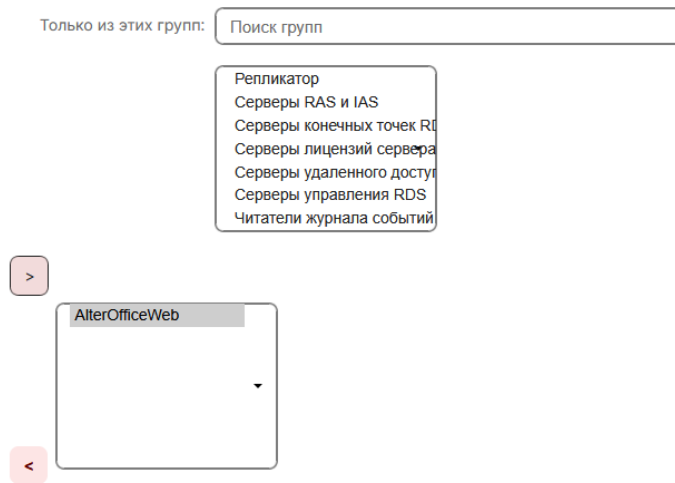 Только из этих групп:
Поиск групп
Репликатор
Серверы RAS и IAS
Серверы конечных точек RD
Серверы лицензий сервера
Серверы удаленного доступ
Серверы управления RDS
Читатели журнала событий
>
AlterOfficeWeb
<